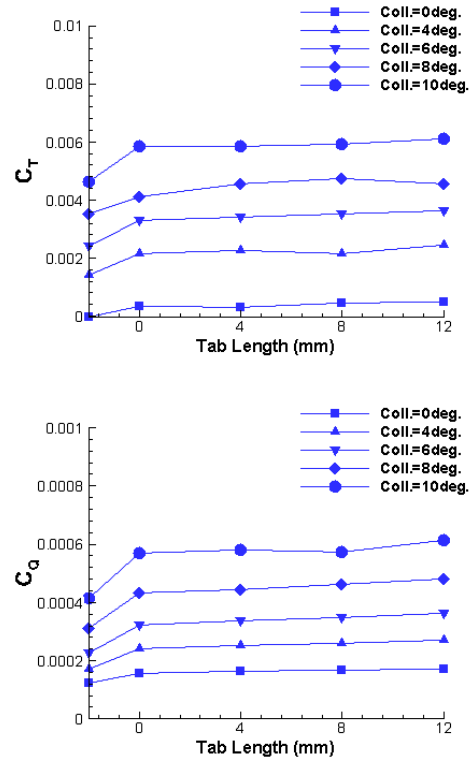 0.01
0.008
0.006
0.004
0.002
0
C_T
0 4 8 12
Tab Length (mm)
Coll.=0deg.
Coll.=4deg.
Coll.=6deg.
Coll.=8deg.
Coll.=10deg.
0.001
0.0008
0.0006
0.0004
0.0002
0
C_Q
0 4 8 12
Tab Length (mm)
Coll.=0deg.
Coll.=4deg.
Coll.=6deg.
Coll.=8deg.
Coll.=10deg.